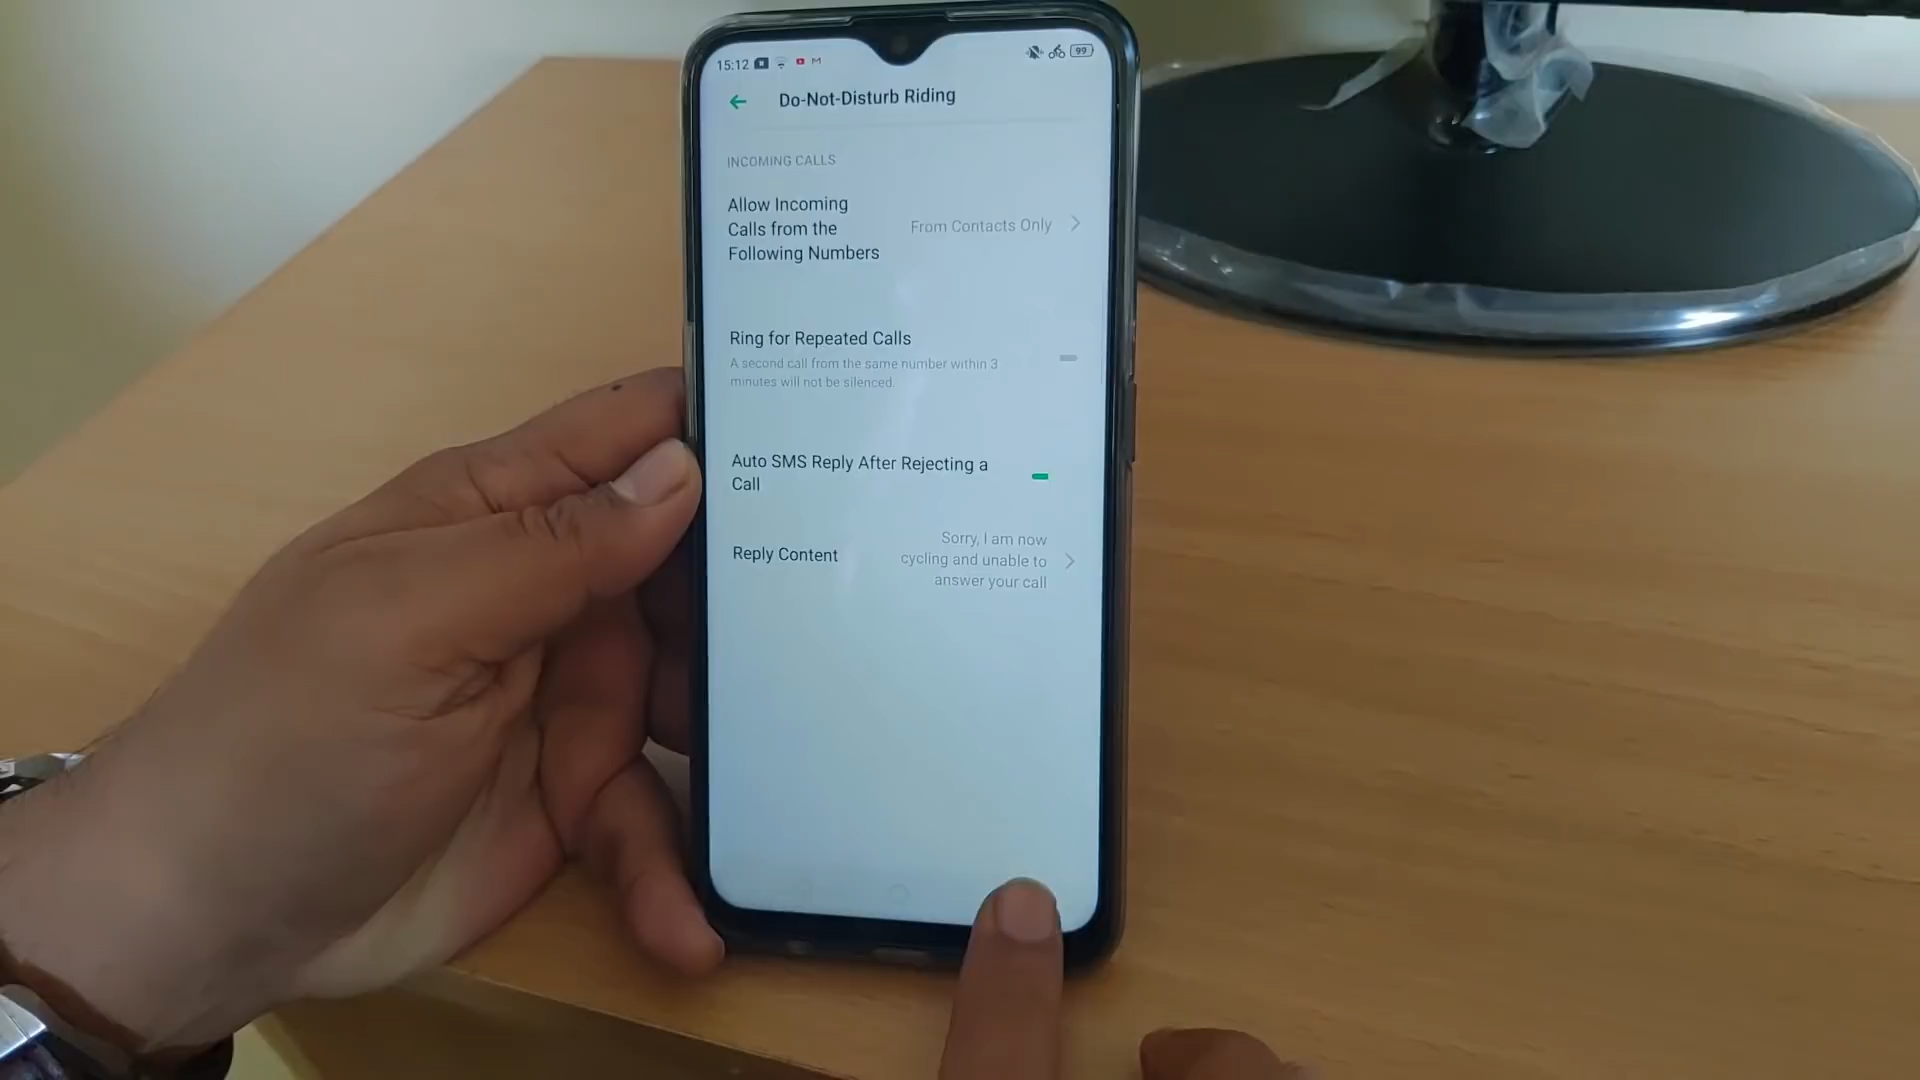 15:12
99
Do-Not-Disturb Riding
INCOMING CALLS
Allow Incoming
Calls from the
Following Numbers
From Contacts Only
Ring for Repeated Calls
A second call from the same number within 3
minutes will not be silenced.
Auto SMS Reply After Rejecting a
Call
Reply Content
Sorry, I am now
cycling and unable to
answer your call